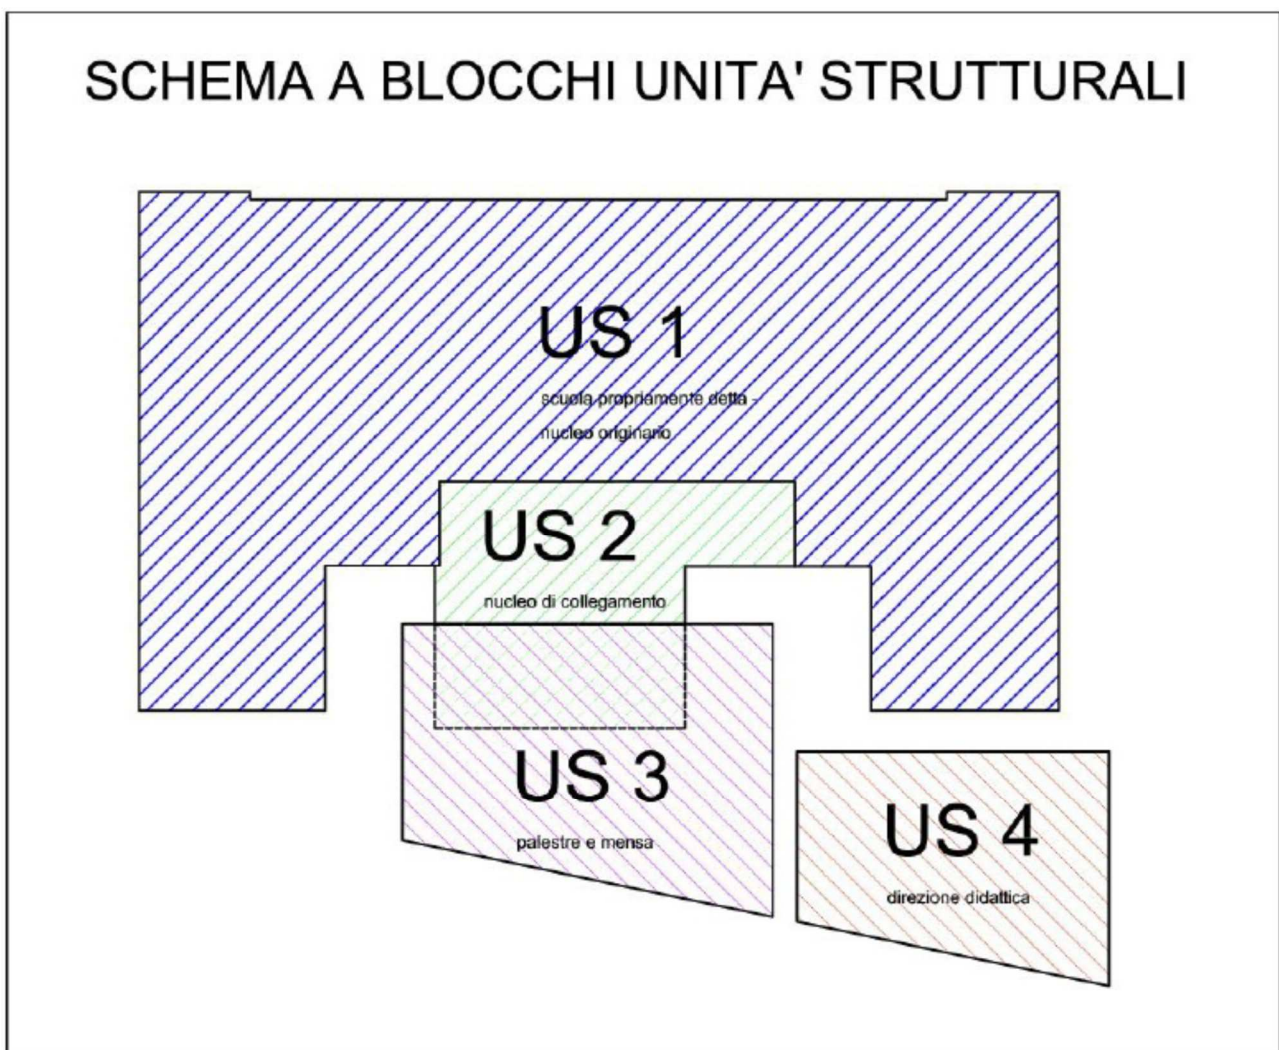 SCHEMA A BLOCCHI UNITA' STRUTTURALI
US 1
scuola propriamente detta -
nucleo originario
US 2
nucleo di collegamento
US 3
palestre e mensa
US 4
direzione didattica